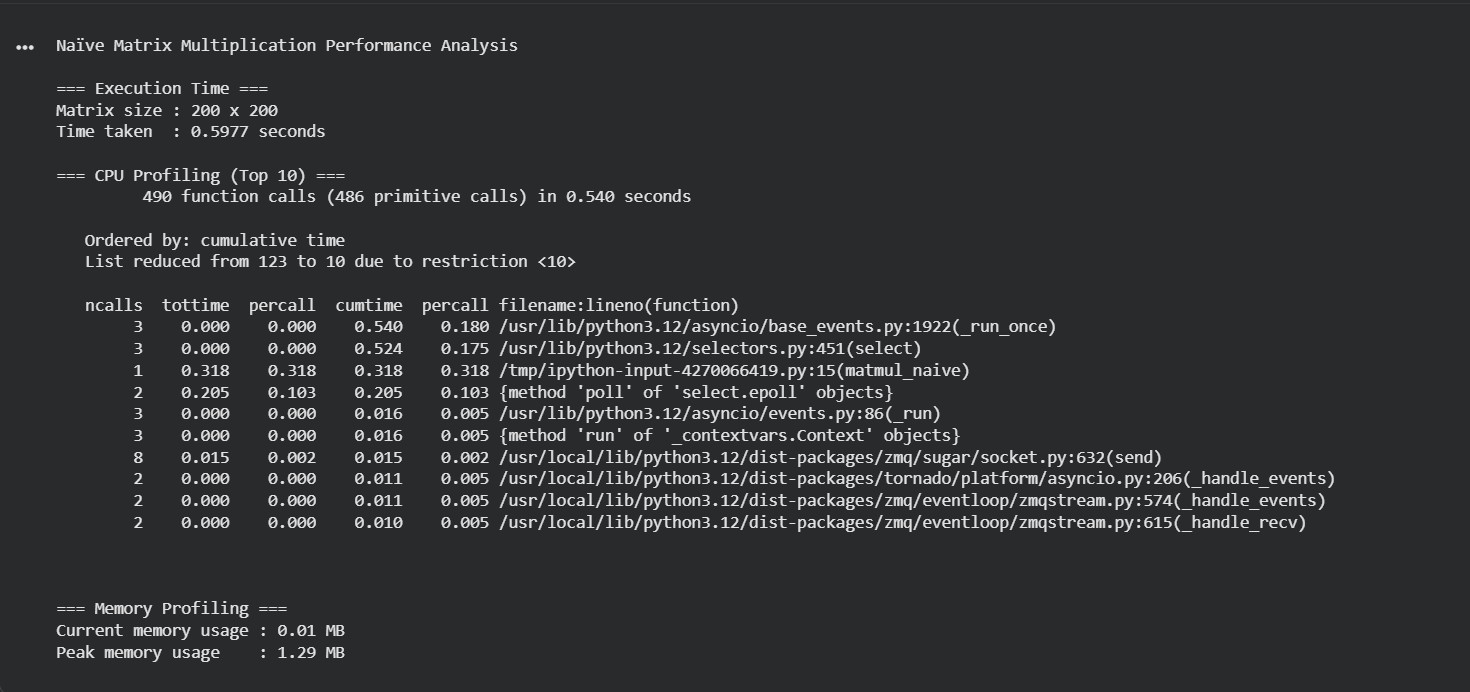 Naïve Matrix Multiplication Performance Analysis
=== Execution Time ===
Matrix size : 200 x 200
Time taken  : 0.5977 seconds
=== CPU Profiling (Top 10) ===
490 function calls (486 primitive calls) in 0.540 seconds
Ordered by: cumulative time
List reduced from 123 to 10 due to restriction <10>
ncalls  tottime  percall  cumtime  percall filename:lineno(function)
3    0.000    0.000    0.540    0.180 /usr/lib/python3.12/asyncio/base_events.py:1922(_run_once)
3    0.000    0.000    0.524    0.175 /usr/lib/python3.12/selectors.py:451(select)
1    0.318    0.318    0.318    0.318 /tmp/ipython-input-4270066419.py:15(matmul_naive)
2    0.205    0.103    0.205    0.103 {method 'poll' of 'select.epoll' objects}
3    0.000    0.000    0.016    0.005 /usr/lib/python3.12/asyncio/events.py:86(_run)
3    0.000    0.000    0.016    0.005 {method 'run' of '_contextvars.Context' objects}
8    0.015    0.002    0.015    0.002 /usr/local/lib/python3.12/dist-packages/zmq/sugar/socket.py:632(send)
2    0.000    0.000    0.011    0.005 /usr/local/lib/python3.12/dist-packages/tornado/platform/asyncio.py:206(_handle_events)
2    0.000    0.000    0.011    0.005 /usr/local/lib/python3.12/dist-packages/zmq/eventloop/zmqstream.py:574(_handle_events)
2    0.000    0.000    0.010    0.005 /usr/local/lib/python3.12/dist-packages/zmq/eventloop/zmqstream.py:615(_handle_recv)
=== Memory Profiling ===
Current memory usage : 0.01 MB
Peak memory usage    : 1.29 MB